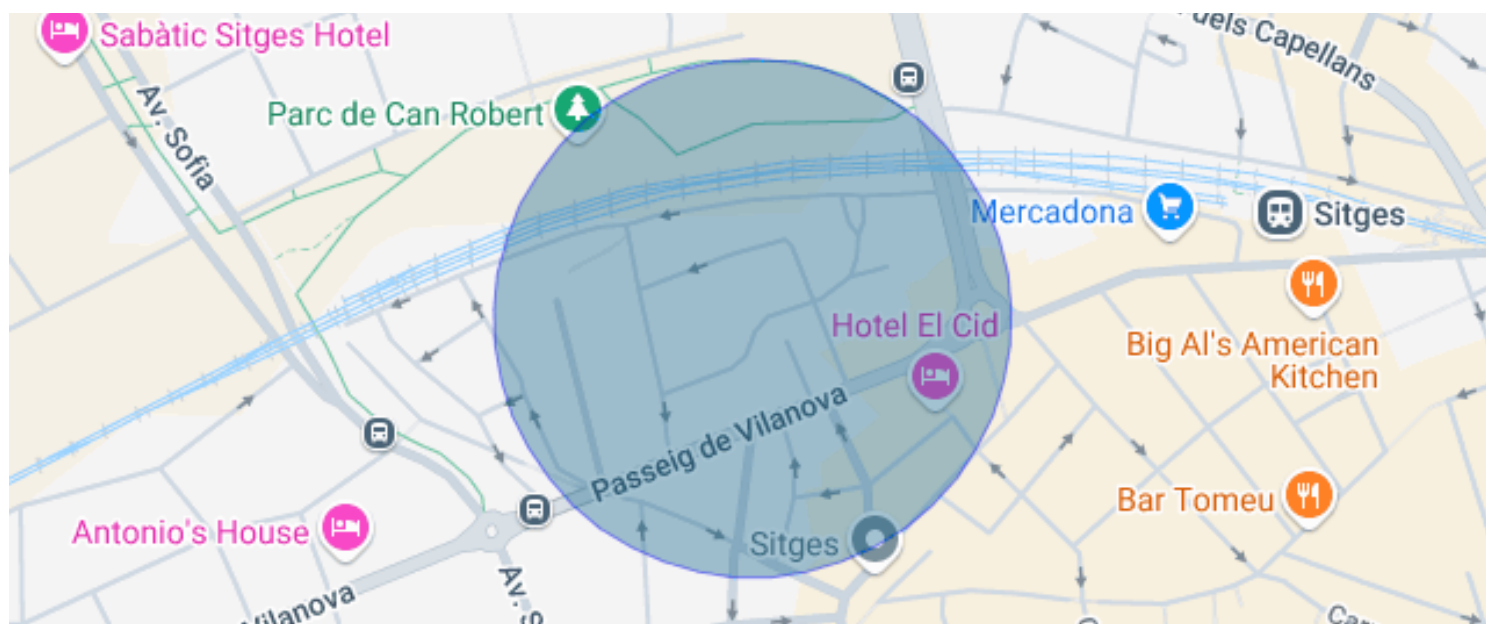 Sabàtic Sitges Hotel
dels Capellans
Av. Sofia
Parc de Can Robert
Mercadona
Sitges
Hotel El Cid
Big Al's American
Kitchen
Passeig de Vilanova
Bar Tomeu
Antonio's House
Sitges
Vilanova
Av. S